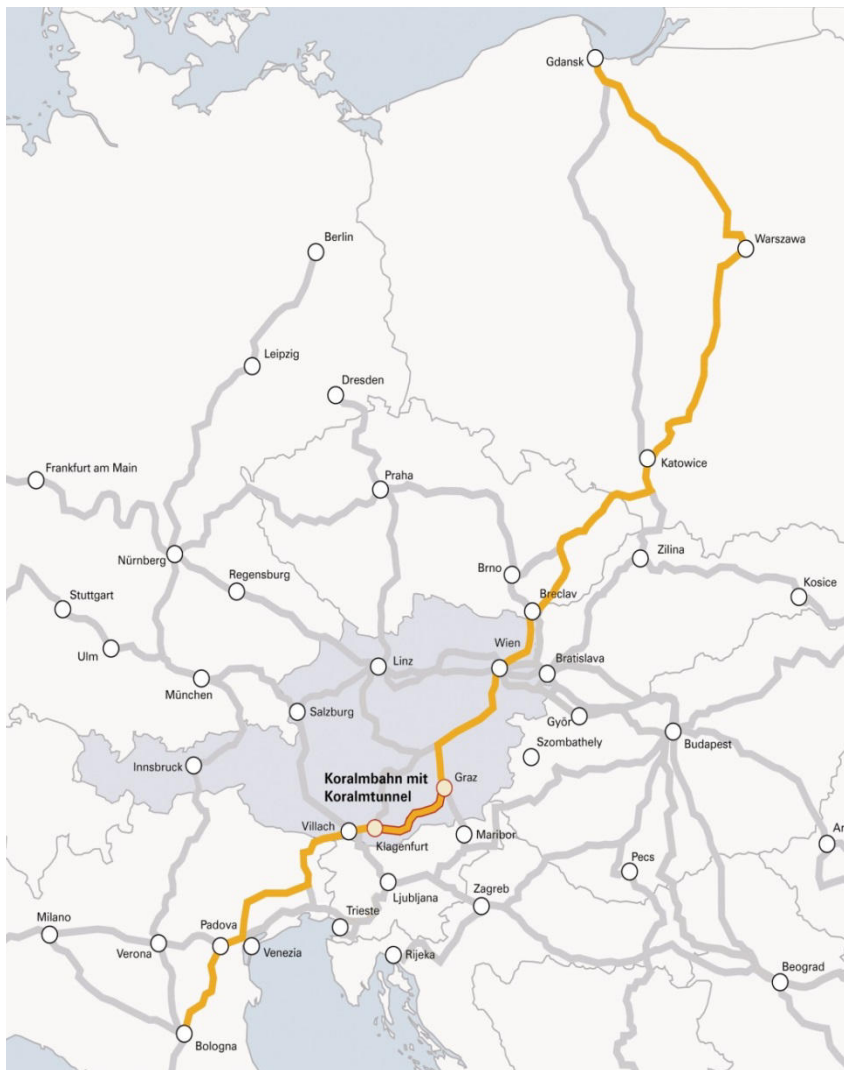 Gdansk
Warszawa
Berlin
Leipzig
Dresden
Katowice
Frankfurt am Main
Praha
Nürnberg
Zilina
Brno
Regensburg
Kosice
Stuttgart
Breclav
Wien
Ulm
Linz
Bratislava
München
Salzburg
Györ
Budapest
Szombathely
Innsbruck
Koralmbahn mit
Koralmtunnel
Graz
Villach
Klagenfurt
Maribor
Ar
Pecs
Ljubljana
Zagreb
Milano
Padova
Trieste
Verona
Venezia
Rijeka
Beograd
Bologna